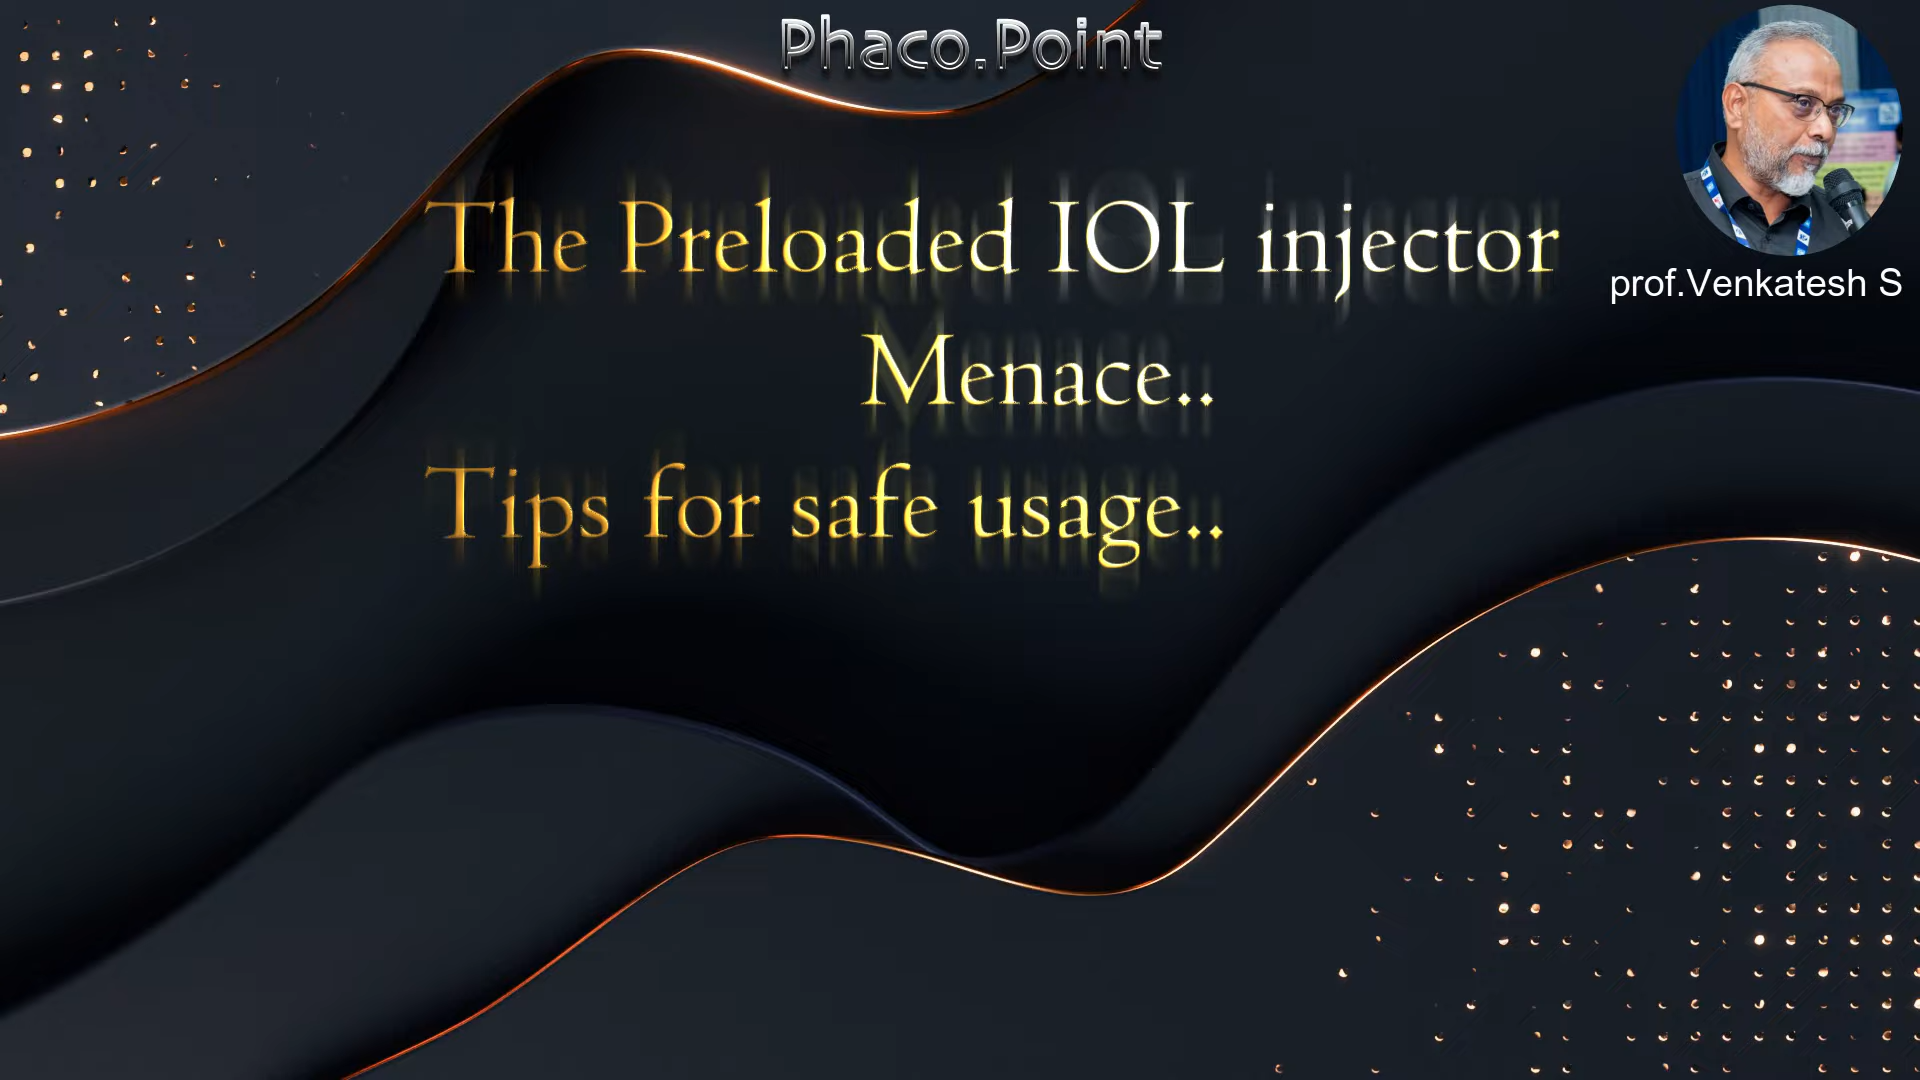 Phaco.Point
The Preloaded IOL injector
Menace..
Tips for safe usage..
prof.Venkatesh S